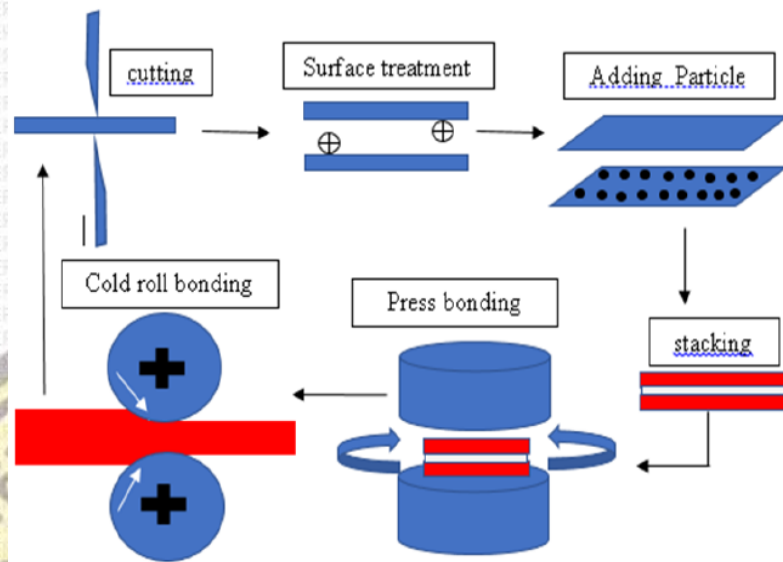 cutting
Surface treatment
Adding Particle
Cold roll bonding
Press bonding
stacking